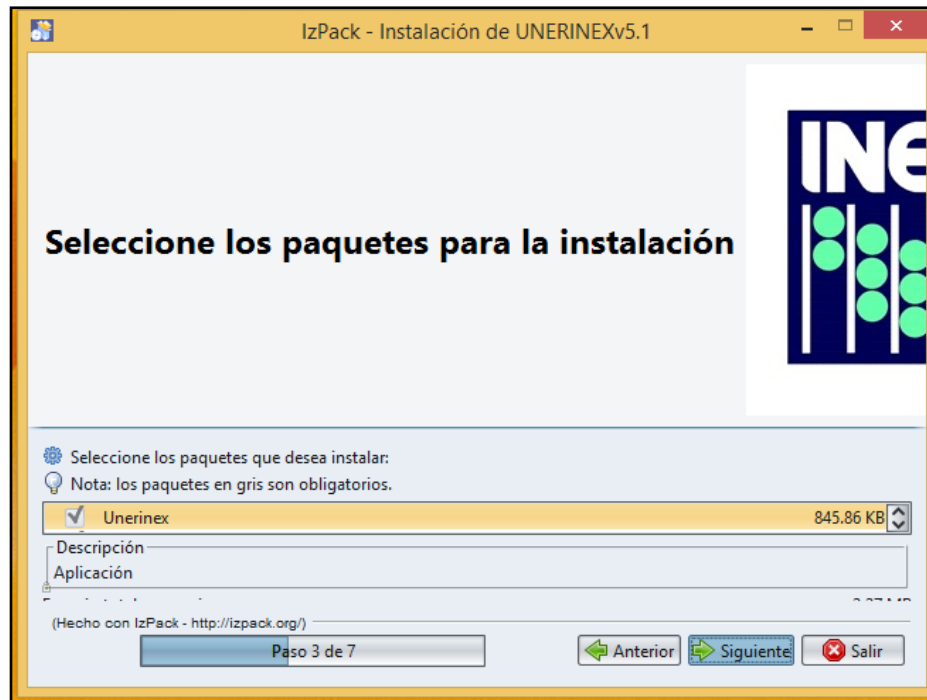 IzPack - Instalación de UNERINEXv5.1
INE
Seleccione los paquetes para la instalación
Seleccione los paquetes que desea instalar:
Nota: los paquetes en gris son obligatorios.
Unerinex 845.86 KB
Descripción
Aplicación
(Hecho con IzPack - http://izpack.org/)
Paso 3 de 7
Anterior Siguiente Salir